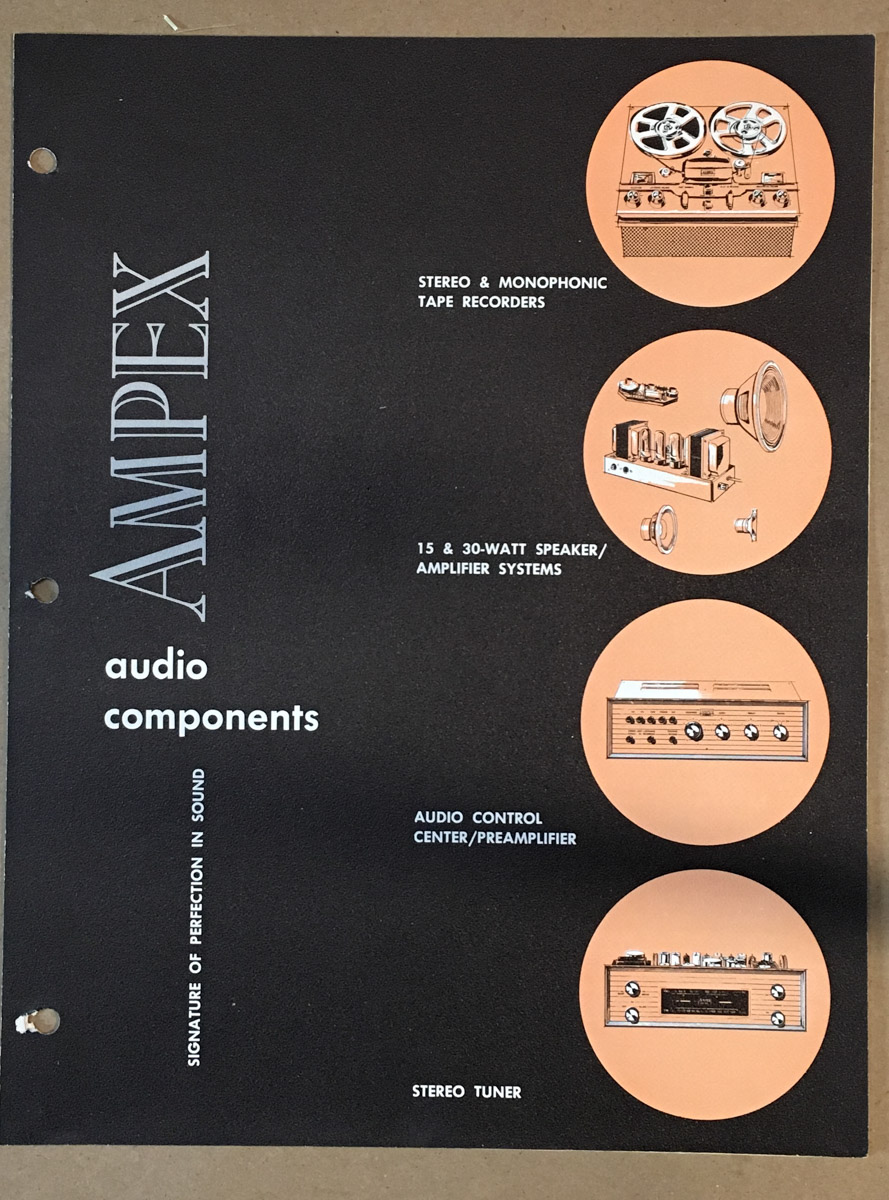 AMPEX
audio
components
SIGNATURE OF PERFECTION IN SOUND
STEREO & MONOPHONIC
TAPE RECORDERS
15 & 30-WATT SPEAKER/
AMPLIFIER SYSTEMS
AUDIO CONTROL
CENTER/PREAMPLIFIER
STEREO TUNER